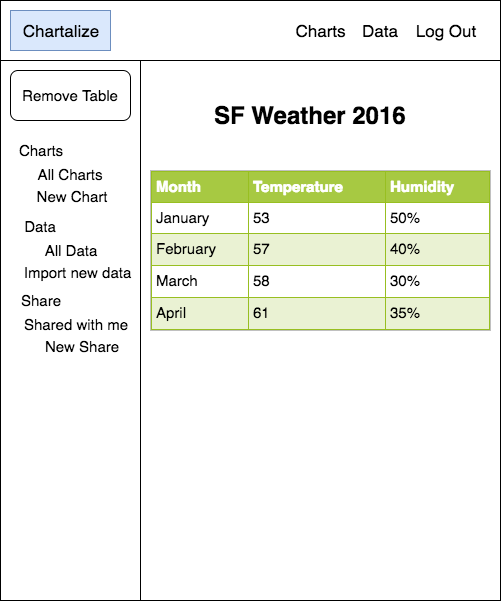 Chartalize
Charts Data Log Out
Remove Table
Charts
All Charts
New Chart
Data
All Data
Import new data
Share
Shared with me
New Share
SF Weather 2016
Month Temperature Humidity
January 53 50%
February 57 40%
March 58 30%
April 61 35%